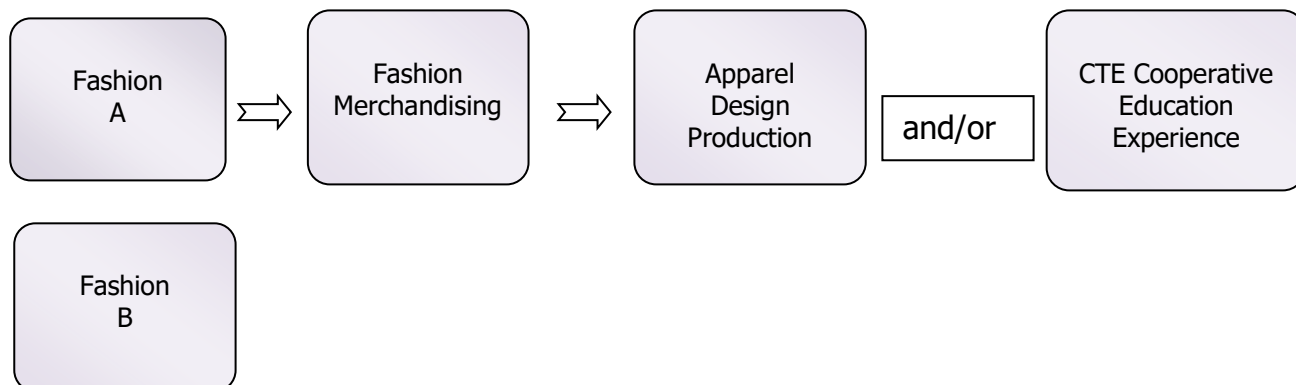 Fashion
A
Fashion
Merchandising
Apparel
Design
Production
and/or
CTE Cooperative
Education
Experience
Fashion
B